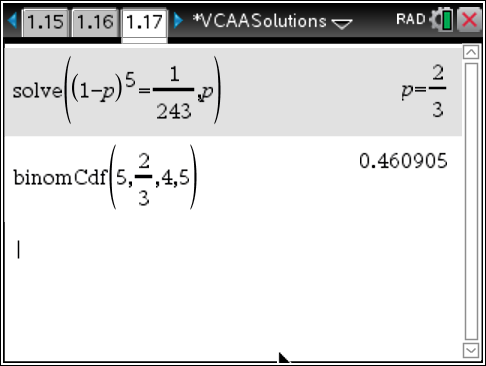 1.15 1.16 1.17 *VCAASolutions RAD
solve((1-p)^5=1/243,p) p=2/3
binomCdf(5,2/3,4,5) 0.460905